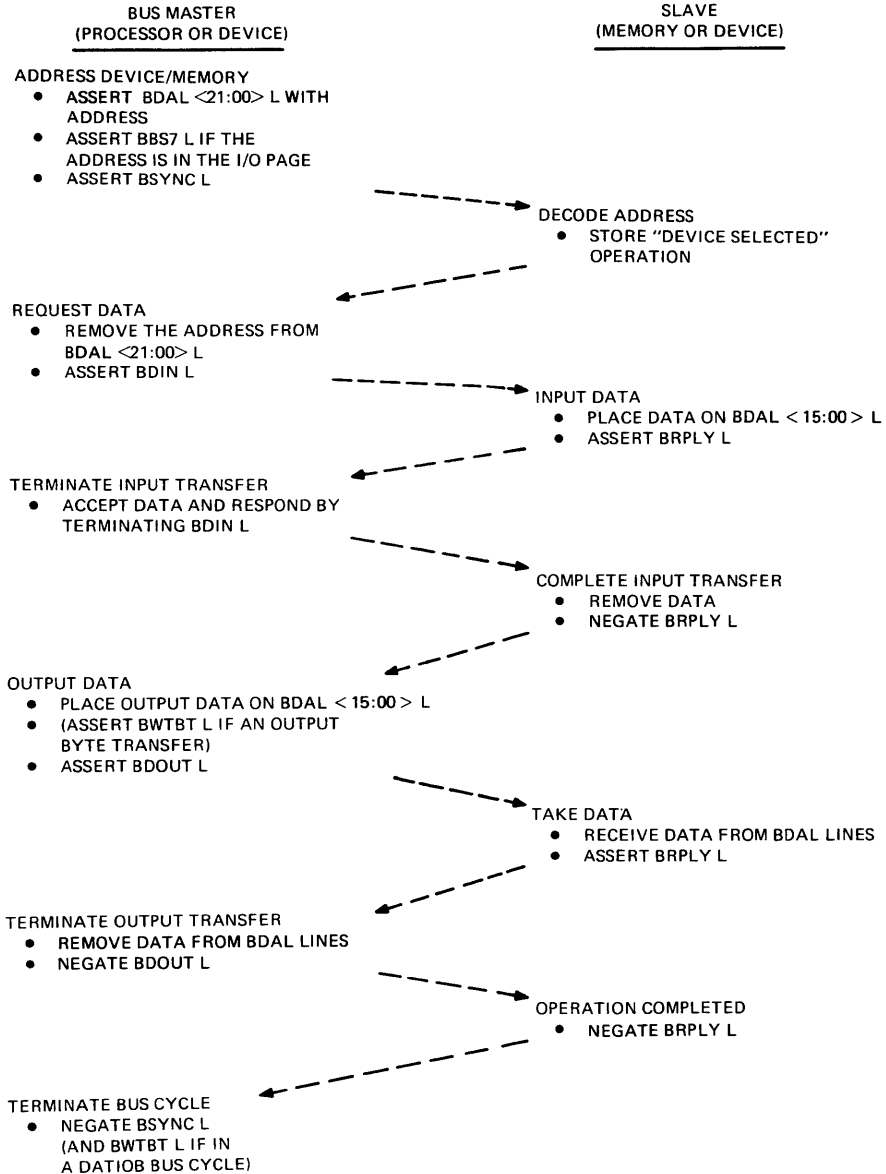 BUS MASTER
(PROCESSOR OR DEVICE)
SLAVE
(MEMORY OR DEVICE)
ADDRESS DEVICE/MEMORY
• ASSERT BDAL <21:00> L WITH
ADDRESS
• ASSERT BBS7 L IF THE
ADDRESS IS IN THE I/O PAGE
• ASSERT BSYNC L
DECODE ADDRESS
• STORE "DEVICE SELECTED"
OPERATION
REQUEST DATA
• REMOVE THE ADDRESS FROM
BDAL <21:00> L
• ASSERT BDIN L
INPUT DATA
• PLACE DATA ON BDAL <15:00> L
• ASSERT BRPLY L
TERMINATE INPUT TRANSFER
• ACCEPT DATA AND RESPOND BY
TERMINATING BDIN L
COMPLETE INPUT TRANSFER
• REMOVE DATA
• NEGATE BRPLY L
OUTPUT DATA
• PLACE OUTPUT DATA ON BDAL <15:00> L
• (ASSERT BWTBT L IF AN OUTPUT
BYTE TRANSFER)
• ASSERT BDOUT L
TAKE DATA
• RECEIVE DATA FROM BDAL LINES
• ASSERT BRPLY L
TERMINATE OUTPUT TRANSFER
• REMOVE DATA FROM BDAL LINES
• NEGATE BDOUT L
OPERATION COMPLETED
• NEGATE BRPLY L
TERMINATE BUS CYCLE
• NEGATE BSYNC L
(AND BWTBT L IF IN
A DATIOB BUS CYCLE)